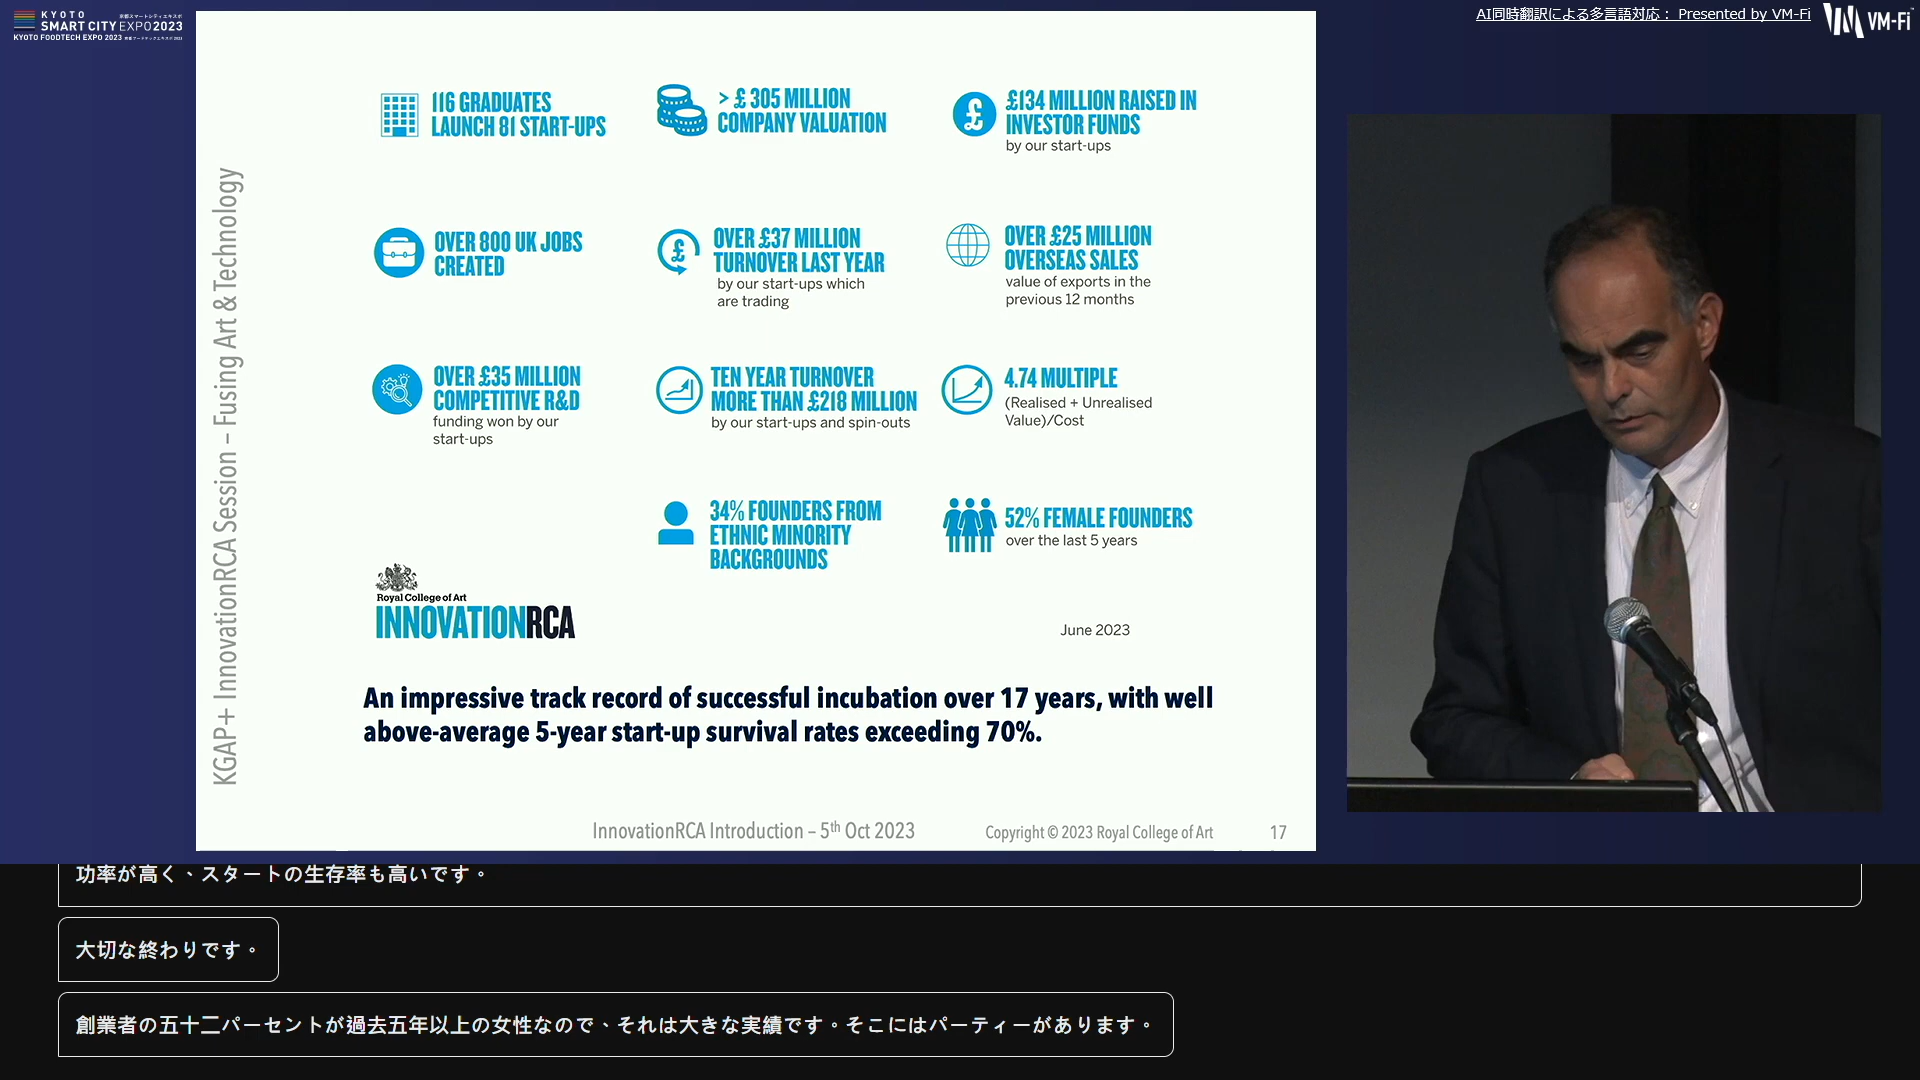 KYOTO
SMART CITY EXPO2023
KYOTO FOODTECH EXPO 2023
AI同時翻訳による多言語対応: Presented by VM-Fi
VM-Fi
KGAP+ InnovationRCA Session – Fusing Art & Technology
116 GRADUATES
LAUNCH 81 START-UPS
> £ 305 MILLION
COMPANY VALUATION
£134 MILLION RAISED IN
INVESTOR FUNDS
by our start-ups
OVER 800 UK JOBS
CREATED
OVER £37 MILLION
TURNOVER LAST YEAR
by our start-ups which
are trading
OVER £25 MILLION
OVERSEAS SALES
value of exports in the
previous 12 months
OVER £35 MILLION
COMPETITIVE R&D
funding won by our
start-ups
TEN YEAR TURNOVER
MORE THAN £218 MILLION
by our start-ups and spin-outs
4.74 MULTIPLE
(Realised + Unrealised
Value)/Cost
34% FOUNDERS FROM
ETHNIC MINORITY
BACKGROUNDS
52% FEMALE FOUNDERS
over the last 5 years
Royal College of Art
INNOVATIONRCA
June 2023
An impressive track record of successful incubation over 17 years, with well
above-average 5-year start-up survival rates exceeding 70%.
InnovationRCA Introduction – 5th Oct 2023
Copyright © 2023 Royal College of Art
17
功率が高く、スタートの生存率も高いです。
大切な終わりです。
創業者の五十二パーセントが過去五年以上の女性なので、それは大きな実績です。そこにはパーティーがあります。